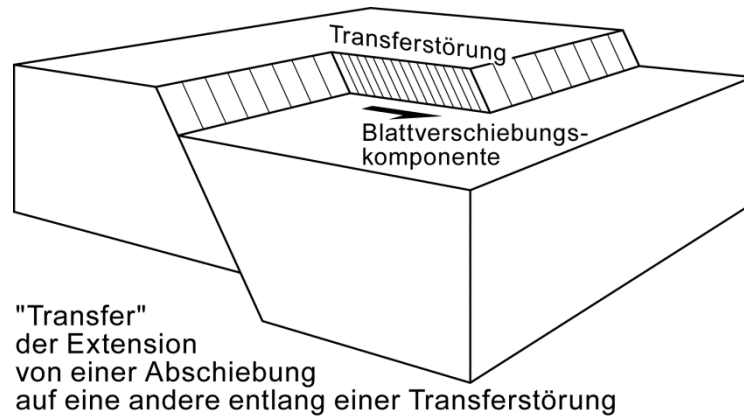 Transferstörung
Blattverschiebungs-
komponente
"Transfer"
der Extension
von einer Abschiebung
auf eine andere entlang einer Transferstörung